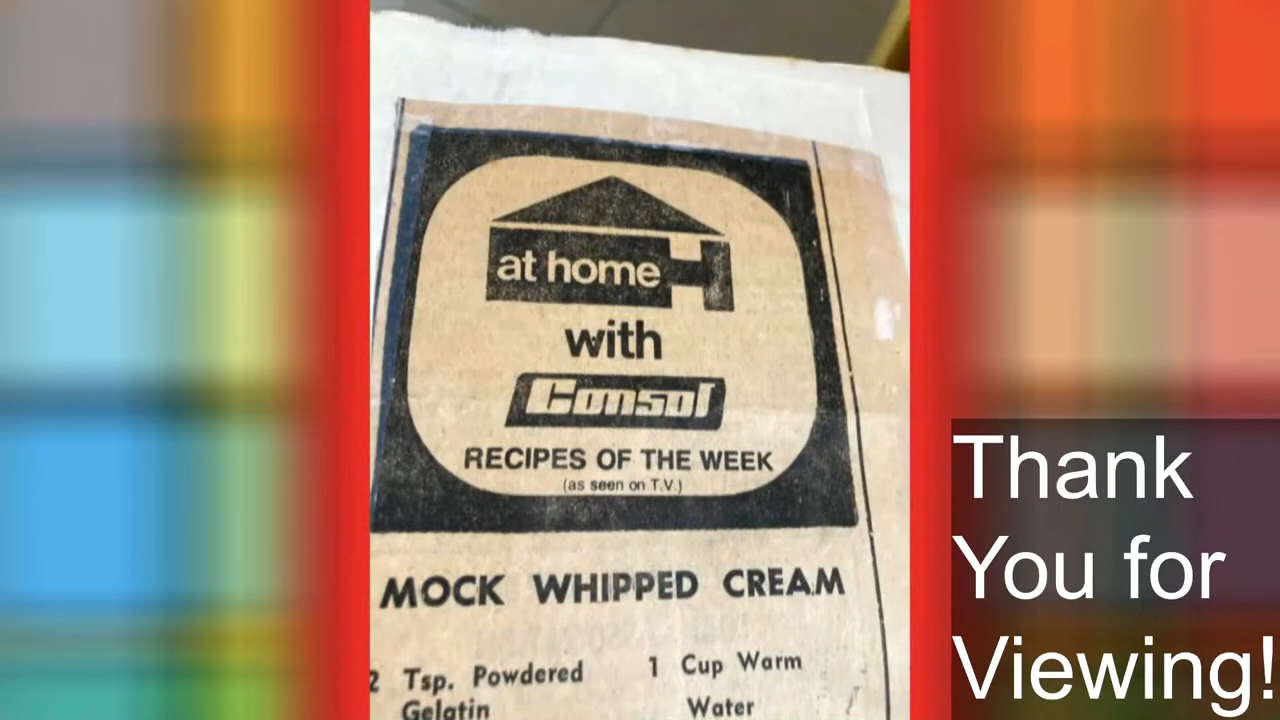 at home
with
Consol
RECIPES OF THE WEEK
(as seen on T.V.)
MOCK WHIPPED CREAM
2 Tsp. Powdered
Gelatin
1 Cup Warm
Water
Thank
You for
Viewing!